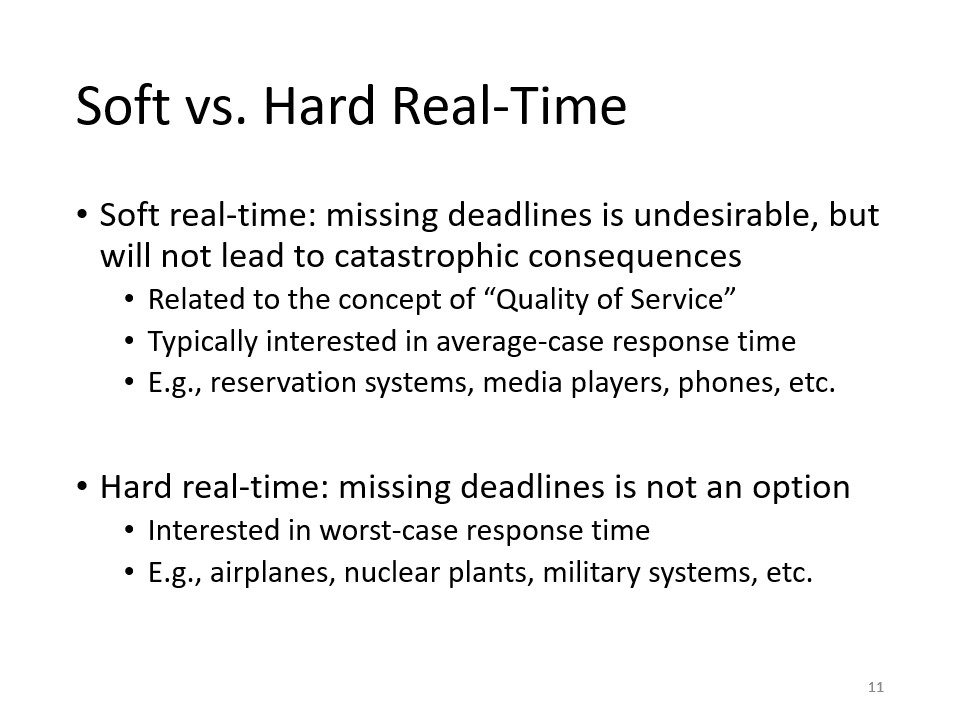 Soft vs. Hard Real-Time
• Soft real-time: missing deadlines is undesirable, but
will not lead to catastrophic consequences
• Related to the concept of “Quality of Service”
• Typically interested in average-case response time
• E.g., reservation systems, media players, phones, etc.
• Hard real-time: missing deadlines is not an option
• Interested in worst-case response time
• E.g., airplanes, nuclear plants, military systems, etc.
11